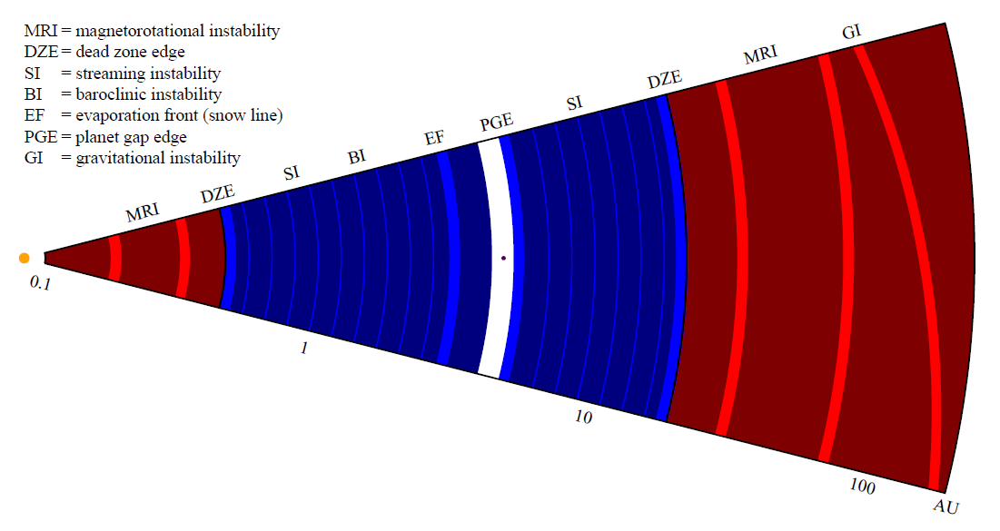 MRI = magnetorotational instability
DZE = dead zone edge
SI = streaming instability
BI = baroclinic instability
EF = evaporation front (snow line)
PGE = planet gap edge
GI = gravitational instability
MRI
DZE
SI
BI
EF
PGE
SI
DZE
MRI
GI
0.1
1
10
100
AU